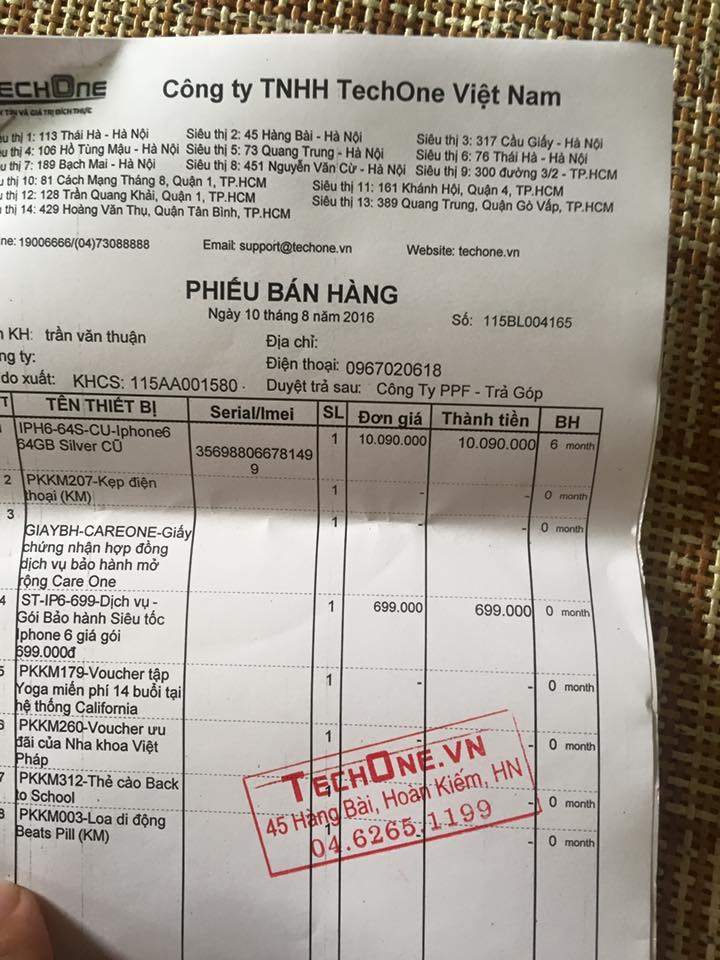 TECHONE
TÍN VÀ GIÁ TRỊ ĐÍCH THỰC
Công ty TNHH TechOne Việt Nam
thị 1: 113 Thái Hà - Hà Nội Siêu thị 2: 45 Hàng Bài - Hà Nội Siêu thị 3: 317 Cầu Giấy - Hà Nội
thị 4: 106 Hồ Tùng Mậu - Hà Nội Siêu thị 5: 73 Quang Trung - Hà Nội Siêu thị 6: 76 Thái Hà - Hà Nội
thị 7: 189 Bạch Mai - Hà Nội Siêu thị 8: 451 Nguyễn Văn Cừ - Hà Nội Siêu thị 9: 300 đường 3/2 - TP.HCM
thị 10: 81 Cách Mạng Tháng 8, Quận 1, TP.HCM Siêu thị 11: 161 Khánh Hội, Quận 4, TP.HCM
thị 12: 128 Trần Quang Khải, Quận 1, TP.HCM Siêu thị 13: 389 Quang Trung, Quận Gò Vấp, TP.HCM
thị 14: 429 Hoàng Văn Thụ, Quận Tân Bình, TP.HCM
ne: 19006666/(04)73088888 Email: support@techone.vn Website: techone.vn
PHIẾU BÁN HÀNG
Ngày 10 tháng 8 năm 2016 Số: 115BL004165
KH: trần văn thuận Địa chỉ:
ng ty: Điện thoại: 0967020618
do xuất: KHCS: 115AA001580 Duyệt trả sau: Công Ty PPF - Trả Góp
T TÊN THIẾT BỊ Serial/Imei SL Đơn giá Thành tiền BH
IPH6-64S-CU-Iphone6 1 10.090.000 10.090.000 6 month
64GB Silver CŨ 35698806678149
9
2 PKKM207-Kẹp điện 1 - - 0 month
thoại (KM)
3 1 - - 0 month
GIAYBH-CAREONE-Giấy
chứng nhận hợp đồng
dịch vụ bảo hành mở
rộng Care One
4 ST-IP6-699-Dịch vụ - 1 699.000 699.000 0 month
Gói Bảo hành Siêu tốc
Iphone 6 giá gói
699.000đ
5 PKKM179-Voucher tập 1 - - 0 month
Yoga miến phí 14 buổi tại
hệ thống California
6 PKKM260-Voucher ưu 1 - 0 month
đãi của Nha khoa Việt
Pháp
7 PKKM312-Thẻ cào Back 1 - 0 month
to School
8 PKKM003-Loa di động 1 - 0 month
Beats Pill (KM)
TECHONE.VN
45 Hàng Bài, Hoàn Kiếm, HN
04.6265.1199